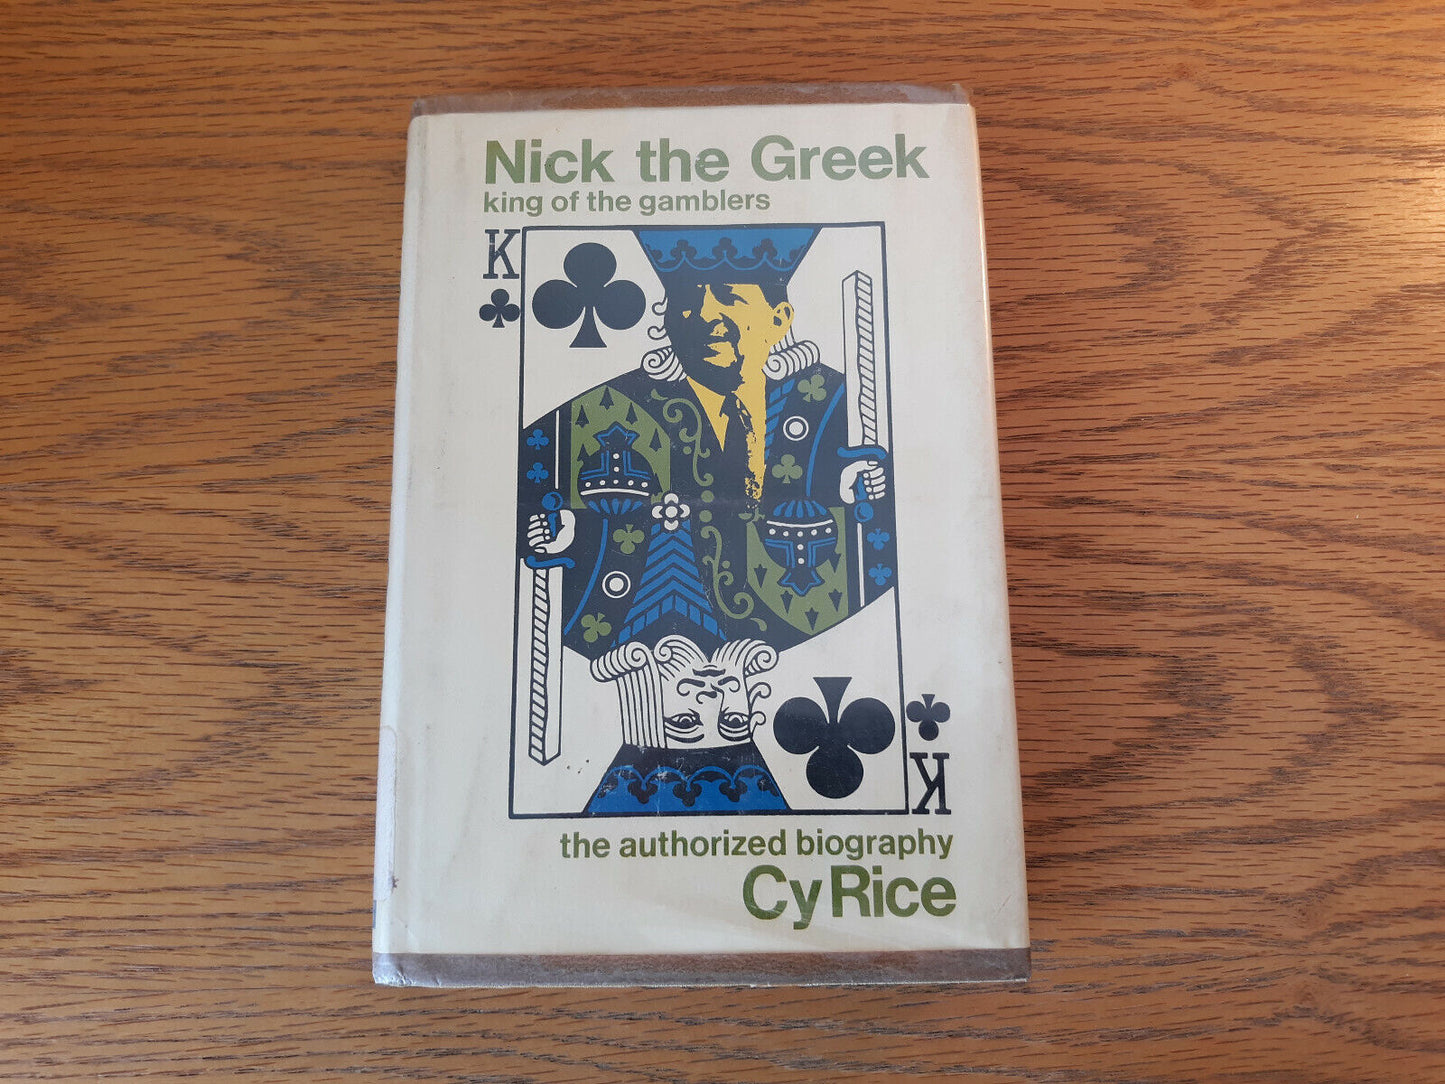 Nick the Greek
king of the gamblers
K
K
the authorized biography
Cy Rice